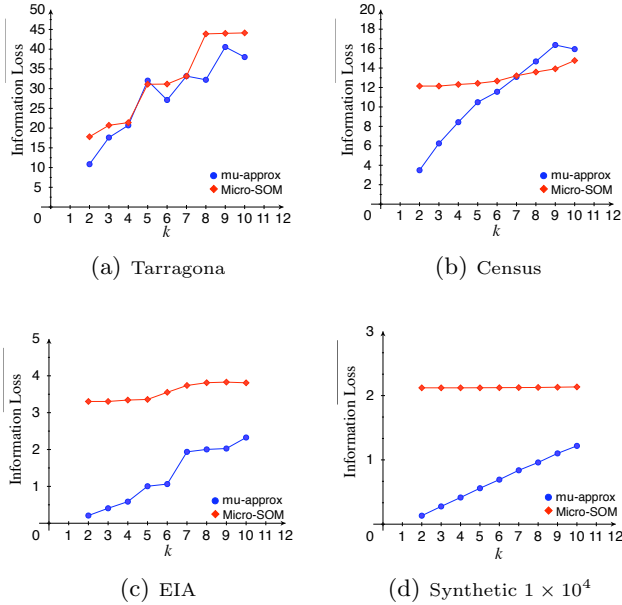 50
45
40
35
30
25
20
15
10
5
0
Information Loss
1 2 3 4 5 6 7 8 9 10 11 12
k
mu-approx
Micro-SOM
(a) Tarragona
20
18
16
14
12
10
8
6
4
2
0
Information Loss
1 2 3 4 5 6 7 8 9 10 11 12
k
mu-approx
Micro-SOM
(b) Census
5
4
3
2
1
0
Information Loss
1 2 3 4 5 6 7 8 9 10 11 12
k
mu-approx
Micro-SOM
(c) EIA
3
2
1
0
Information Loss
1 2 3 4 5 6 7 8 9 10 11 12
k
mu-approx
Micro-SOM
(d) Synthetic 1 × 10⁴